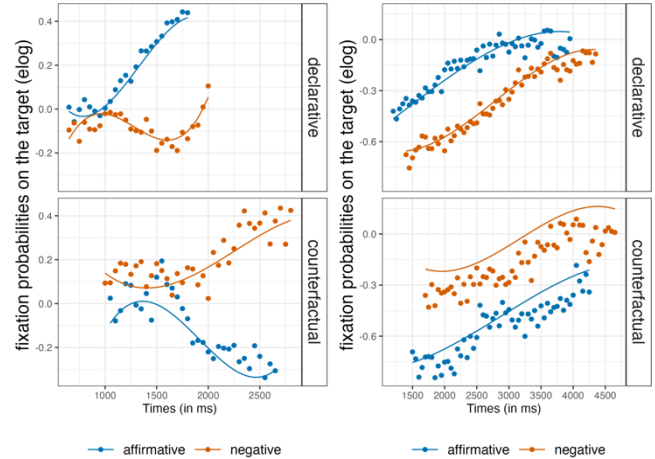 fixation probabilities on the target (elog)
0.4
0.2
0.0
-0.2
declarative
0.4
0.2
0.0
-0.2
counterfactual
1000 1500 2000 2500
Times (in ms)
affirmative negative
fixation probabilities on the target (elog)
0.0
-0.3
-0.6
declarative
0.0
-0.3
-0.6
counterfactual
1500 2000 2500 3000 3500 4000 4500
Times (in ms)
affirmative negative